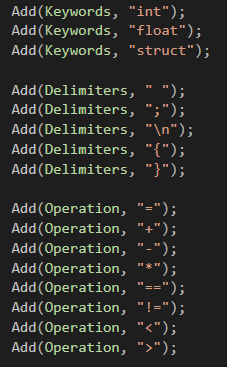 Add(Keywords, "int");
Add(Keywords, "float");
Add(Keywords, "struct");
Add(Delimiters, " ");
Add(Delimiters, ";");
Add(Delimiters, "\n");
Add(Delimiters, "{");
Add(Delimiters, "}");
Add(Operation, "=");
Add(Operation, "+");
Add(Operation, "-");
Add(Operation, "*");
Add(Operation, "==");
Add(Operation, "!=");
Add(Operation, "<");
Add(Operation, ">");